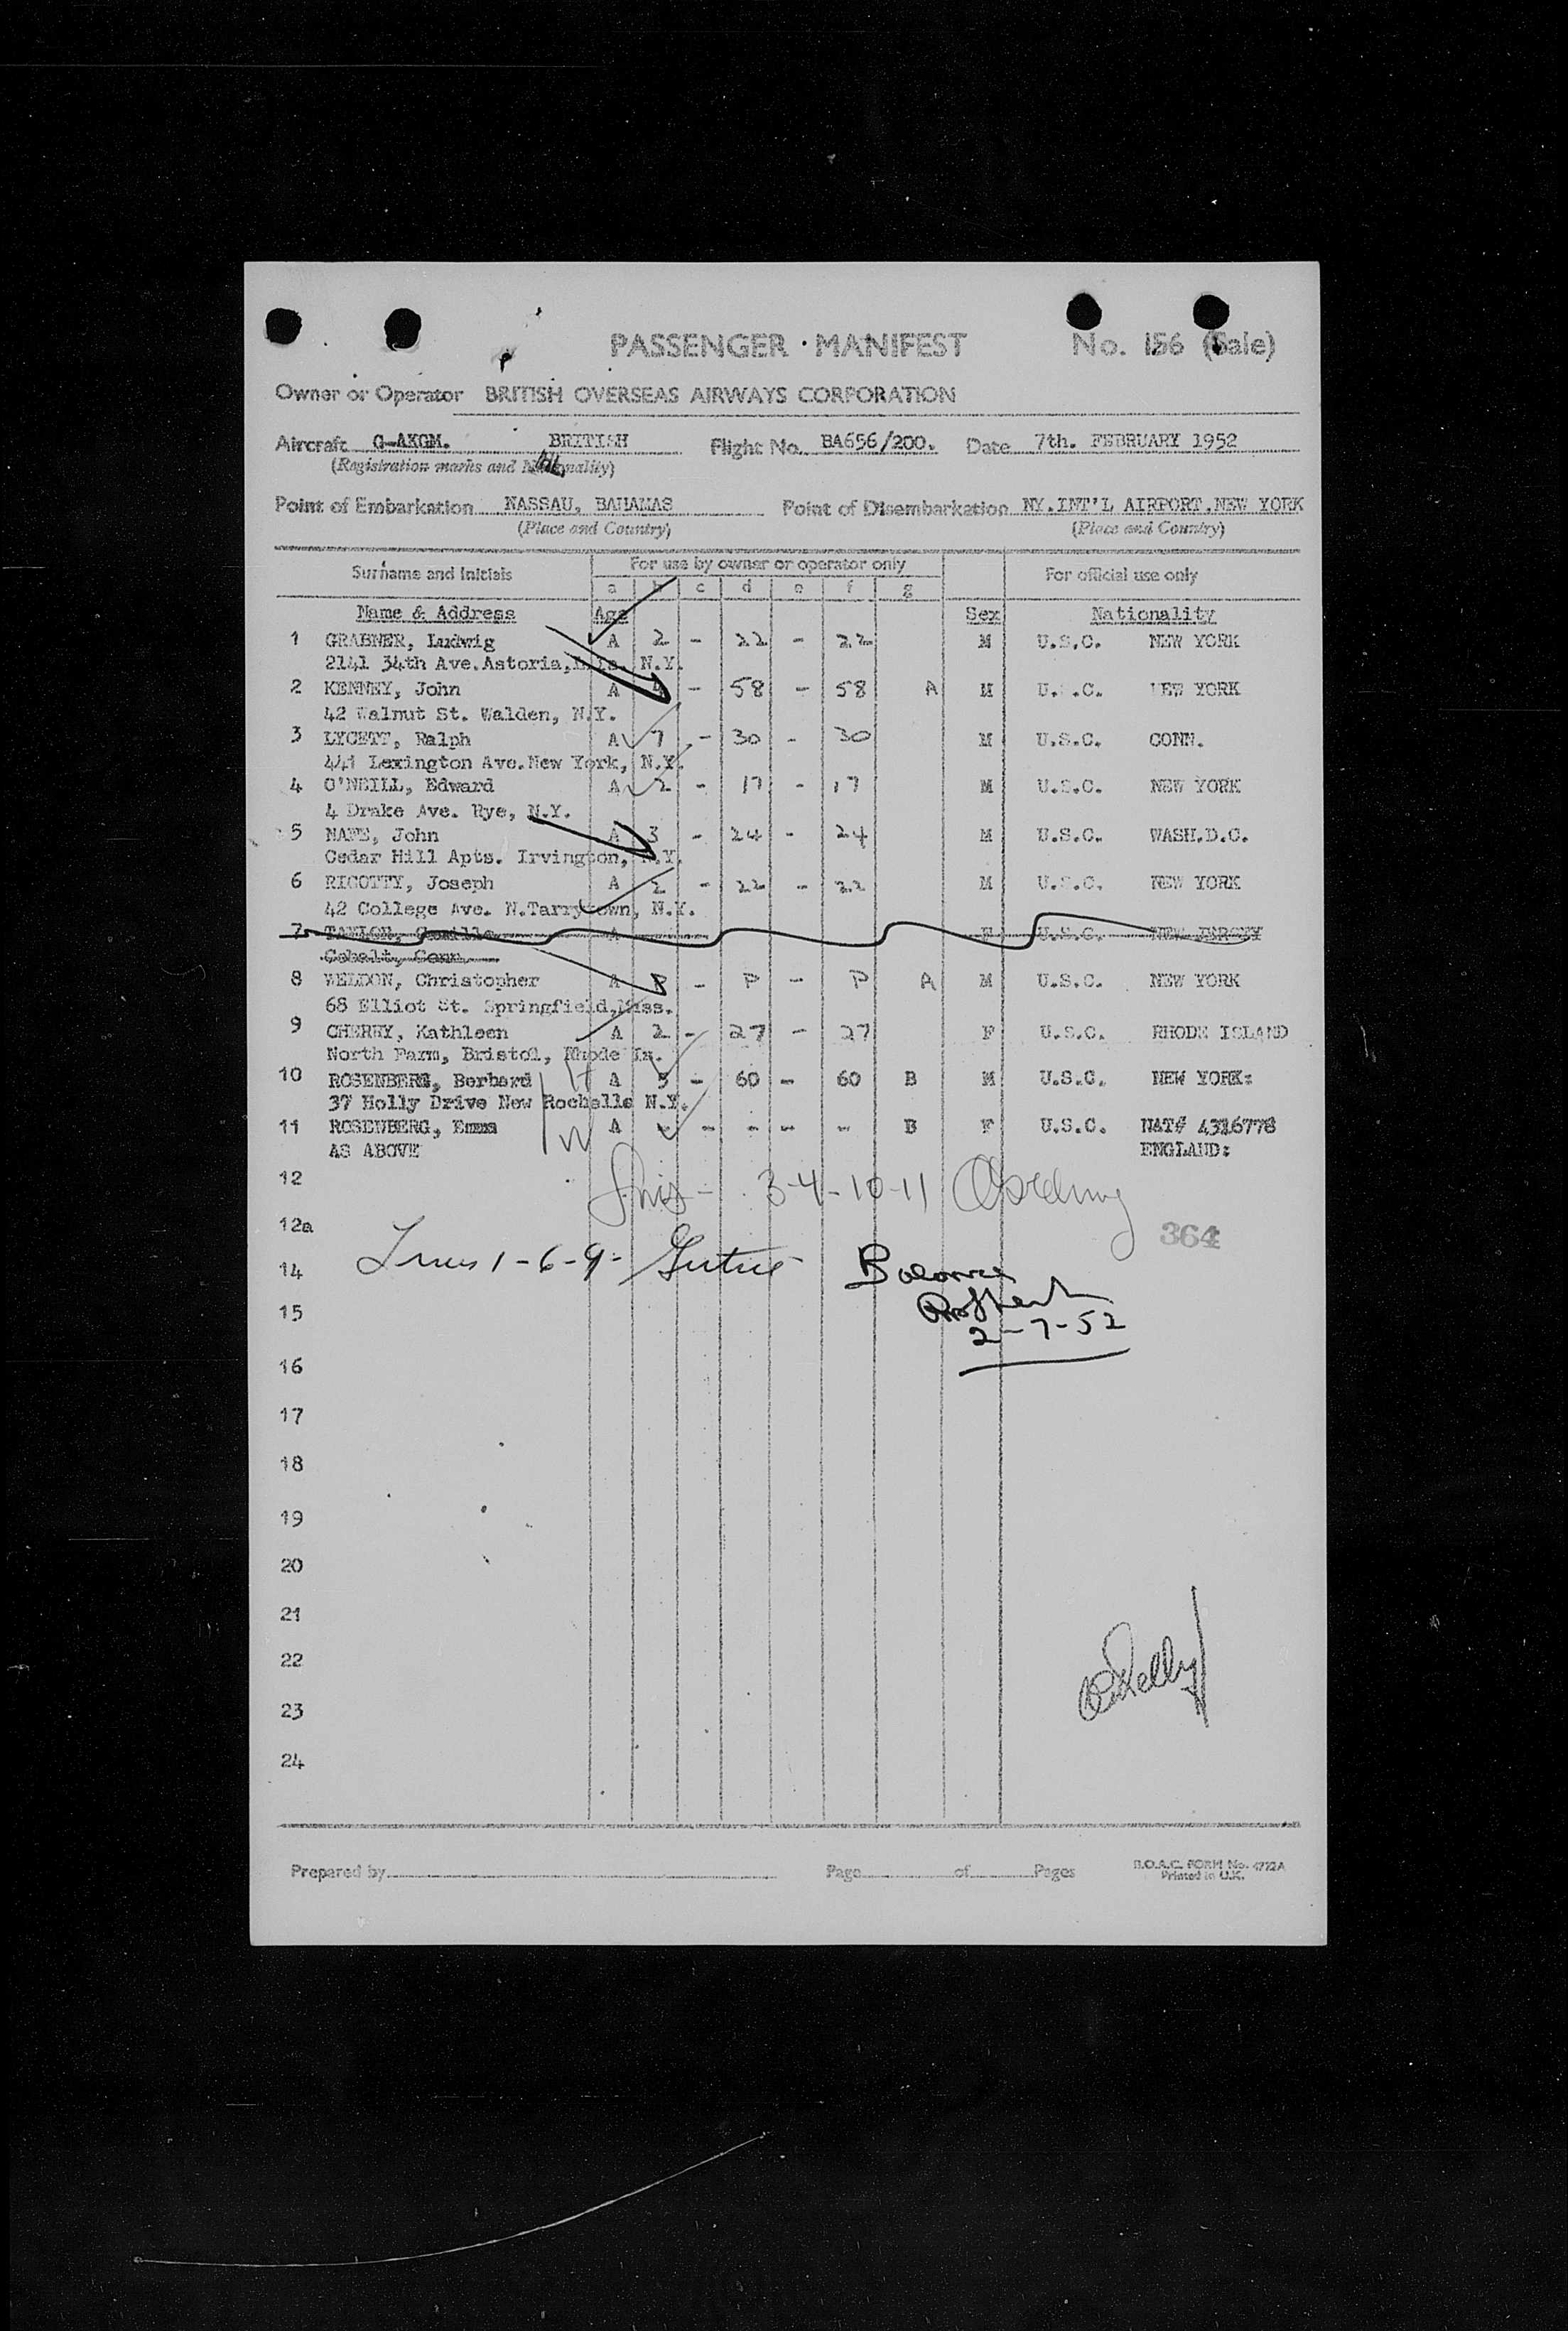 PASSENGER · MANIFEST No. 156 (Sale)
Owner or Operator BRITISH OVERSEAS AIRWAYS CORPORATION
Aircraft G-AKGM. BRITISH Flight No. BA656/200. Date 7th. FEBRUARY 1952
(Registration marks and Nationality)
Point of Embarkation NASSAU, BAHAMAS Point of Disembarkation NY.INT'L AIRPORT.NEW YORK
(Place and Country) (Place and Country)
Surname and Initials For use by owner or operator only For official use only
a b c d e f g
Name & Address Age Sex Nationality
1 GRABNER, Ludwig A 2 - 22 - 22 M U.S.C. NEW YORK
2141 34th Ave.Astoria, N.Y.
2 KENNEY, John A 4 - 58 - 58 A M U.S.C. NEW YORK
42 Walnut St. Walden, N.Y.
3 LYCETT, Ralph A 7 - 30 - 30 M U.S.C. CONN.
441 Lexington Ave.New York, N.Y.
4 O'NEILL, Edward A 2 - 17 - 17 M U.S.C. NEW YORK
4 Drake Ave. Rye, N.Y.
5 John A 3 - 24 - 24 M U.S.C. WASH.D.C.
Cedar Hill Apts. Irvington, N.Y.
6 RICOTTY, Joseph A 2 - 22 - 22 M U.S.C. NEW YORK
42 College Ave. N.Tarrytown, N.Y.
7 TAYLOR, Camille A F U.S.C. NEW JERSEY
Cobalt, Conn.
8 WELDON, Christopher A P - P - P A M U.S.C. NEW YORK
68 Elliot St. Springfield,Mass.
9 CHERRY, Kathleen A 2 - 27 - 27 F U.S.C. RHODE ISLAND
North Farm, Bristol, Rhode Is.
10 ROSENBERG, Berbard A 5 - 60 - 60 B M U.S.C. NEW YORK:
37 Holly Drive New Rochelle N.Y.
11 ROSENBERG, Emma A - - - - - B F U.S.C. NAT# 4316778
AS ABOVE ENGLAND:
12 3-4-10-11
12a 364
14 1-6-9- Balance
15 2-7-52
16
17
18
19
20
21
22
23
24
Prepared by Page of Pages B.O.A.C. FORM No. 4722A
Printed in U.K.